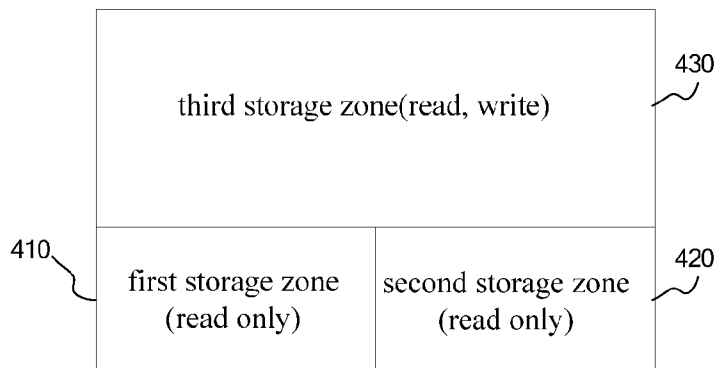 430
third storage zone(read, write)
410
420
first storage zone
(read only)
second storage zone
(read only)